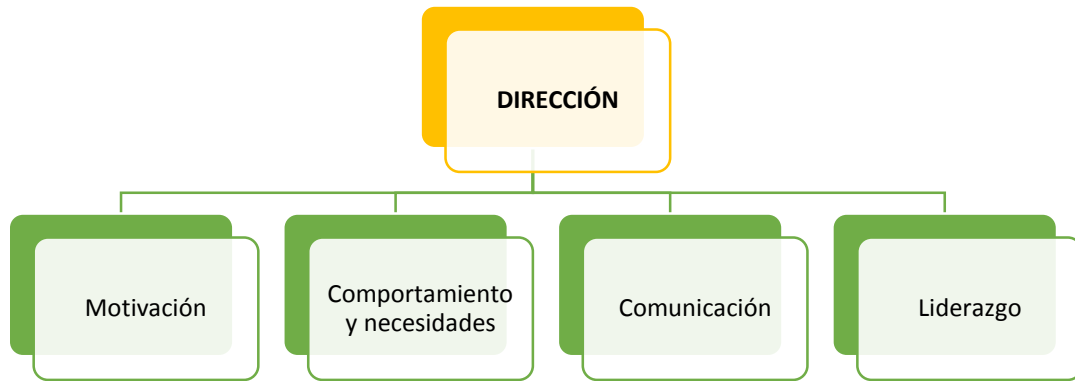 DIRECCIÓN
Motivación
Comportamiento
y necesidades
Comunicación
Liderazgo